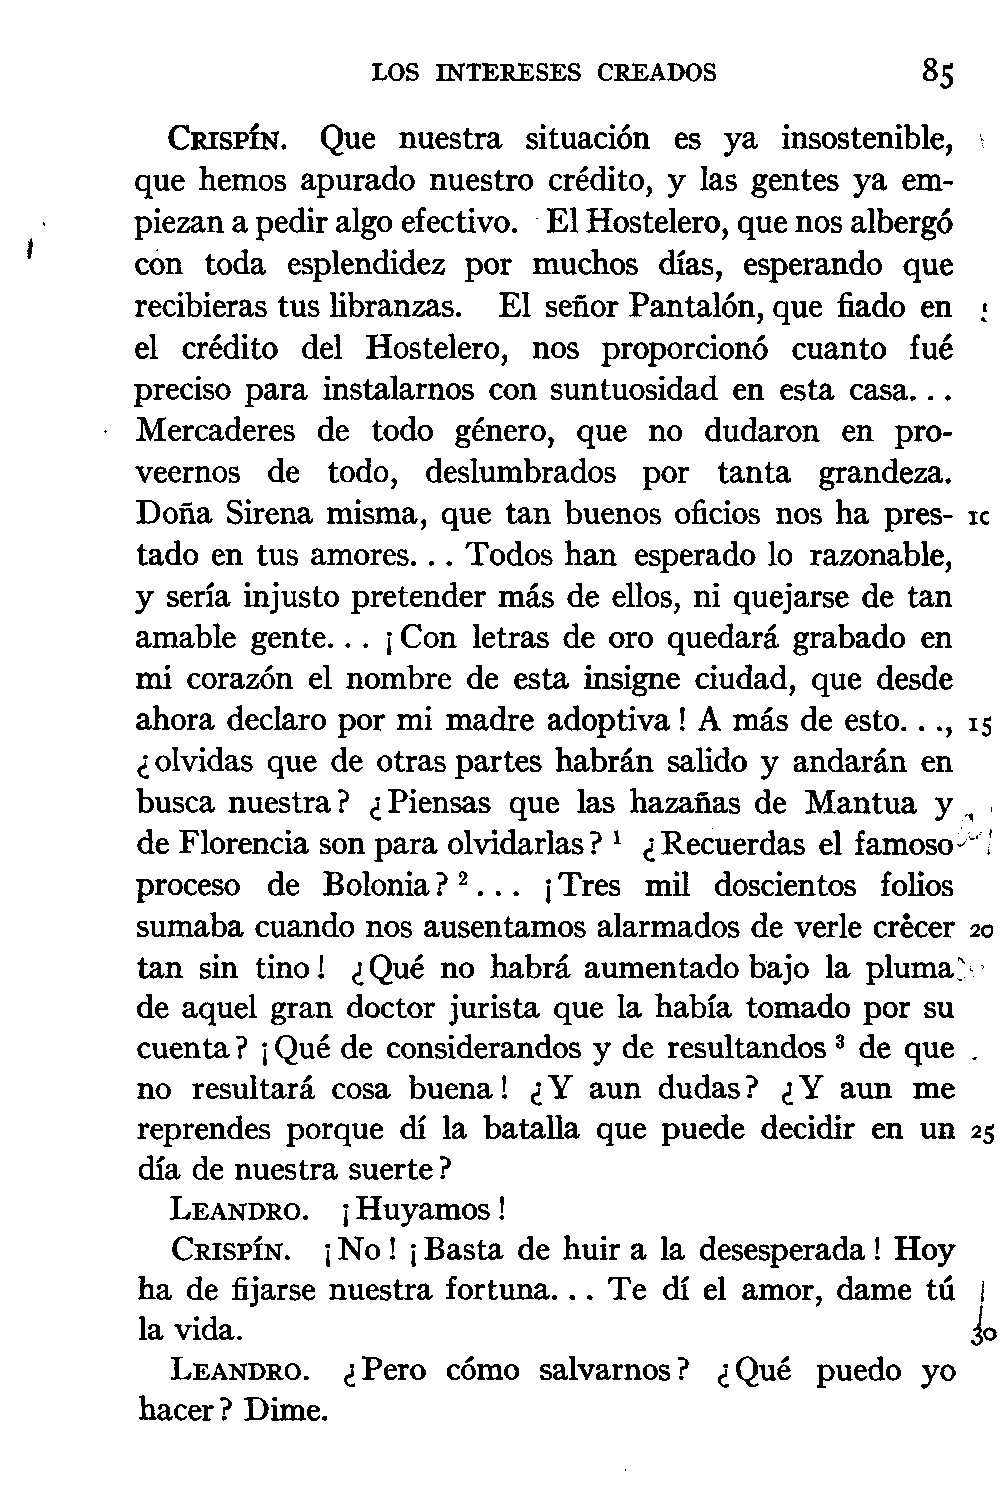 LOS INTERESES CREADOS 85
CRISPÍN. Que nuestra situación es ya insostenible,
que hemos apurado nuestro crédito, y las gentes ya em-
piezan a pedir algo efectivo. El Hostelero, que nos albergó
con toda esplendidez por muchos días, esperando que
recibieras tus libranzas. El señor Pantalón, que fiado en
el crédito del Hostelero, nos proporcionó cuanto fué
preciso para instalarnos con suntuosidad en esta casa. . .
Mercaderes de todo género, que no dudaron en pro-
veernos de todo, deslumbrados por tanta grandeza.
Doña Sirena misma, que tan buenos oficios nos ha pres- 10
tado en tus amores. . . Todos han esperado lo razonable,
y sería injusto pretender más de ellos, ni quejarse de tan
amable gente. . . ¡Con letras de oro quedará grabado en
mi corazón el nombre de esta insigne ciudad, que desde
ahora declaro por mi madre adoptiva! A más de esto. . ., 15
¿olvidas que de otras partes habrán salido y andarán en
busca nuestra? ¿Piensas que las hazañas de Mantua y
de Florencia son para olvidarlas? ¹ ¿Recuerdas el famoso
proceso de Bolonia? ² . . . ¡Tres mil doscientos folios
sumaba cuando nos ausentamos alarmados de verle crecer 20
tan sin tino! ¿Qué no habrá aumentado bajo la pluma
de aquel gran doctor jurista que la había tomado por su
cuenta? ¡Qué de considerandos y de resultandos ³ de que
no resultará cosa buena! ¿Y aun dudas? ¿Y aun me
reprendes porque dí la batalla que puede decidir en un 25
día de nuestra suerte?
LEANDRO. ¡Huyamos!
CRISPÍN. ¡No! ¡Basta de huir a la desesperada! Hoy
ha de fijarse nuestra fortuna. . . Te dí el amor, dame tú
la vida. 30
LEANDRO. ¿Pero cómo salvarnos? ¿Qué puedo yo
hacer? Dime.